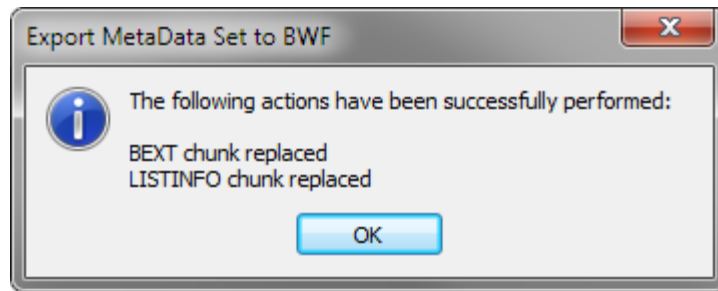 Export MetaData Set to BWF
The following actions have been successfully performed:
BEXT chunk replaced
LISTINFO chunk replaced
OK